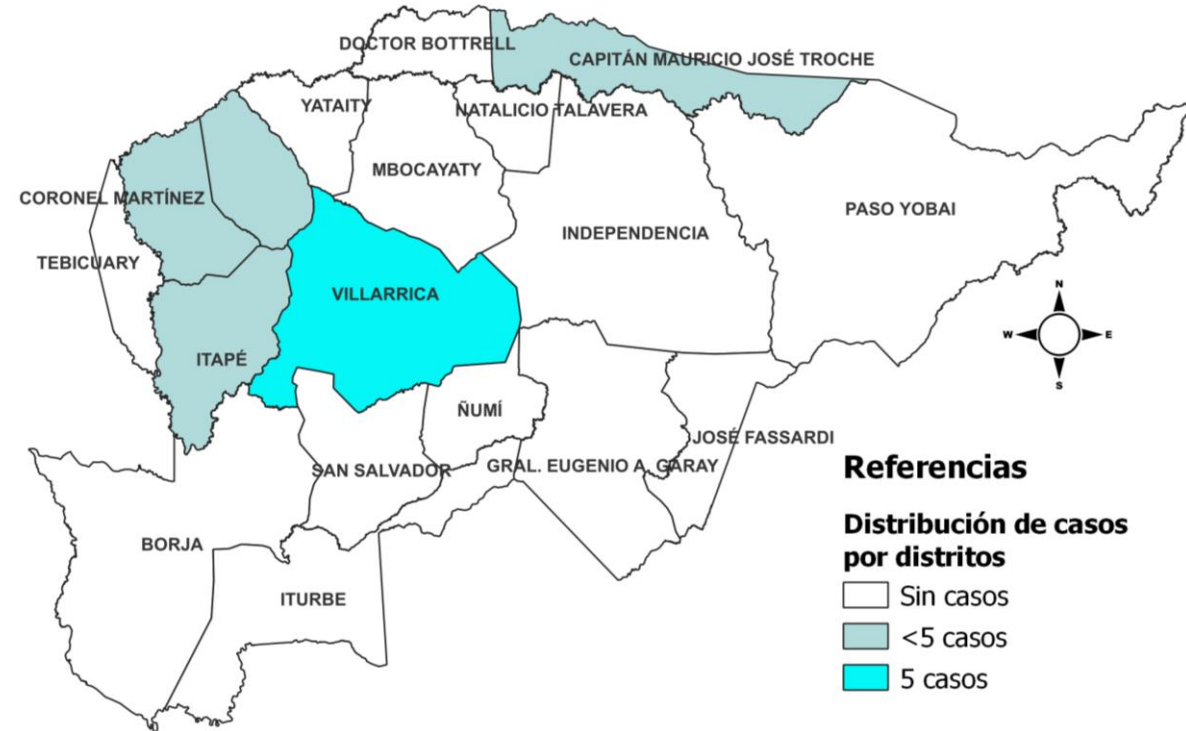 DOCTOR BOTTRELL
CAPITÁN MAURICIO JOSÉ TROCHE
YATAITY
NATALICIO TALAVERA
MBOCAYATY
CORONEL MARTÍNEZ
PASO YOBAI
INDEPENDENCIA
TEBICUARY
VILLARRICA
N
W
E
S
ITAPÉ
ÑUMÍ
JOSÉ FASSARDI
SAN SALVADOR
GRAL. EUGENIO A. GARAY
BORJA
ITURBE
Referencias
Distribución de casos
por distritos
Sin casos
<5 casos
5 casos